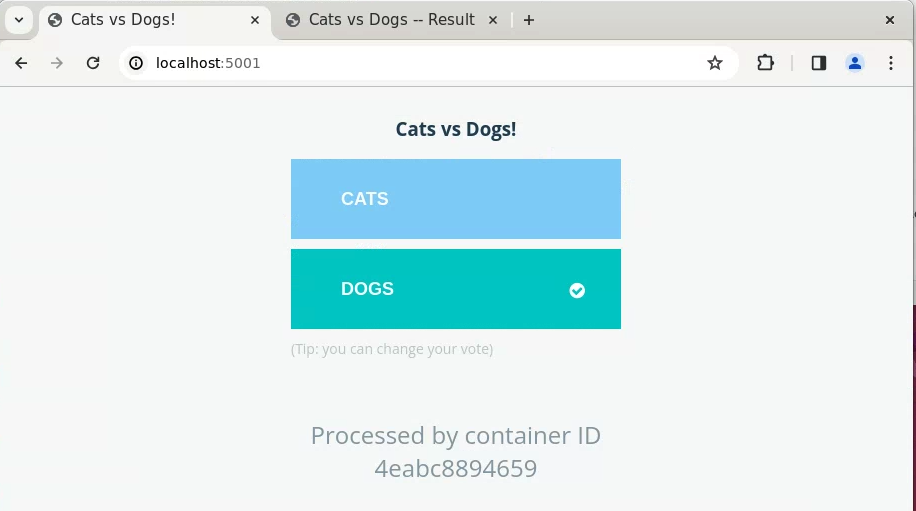 Cats vs Dogs!
Cats vs Dogs -- Result
localhost:5001
Cats vs Dogs!
CATS
DOGS
(Tip: you can change your vote)
Processed by container ID
4eabc8894659